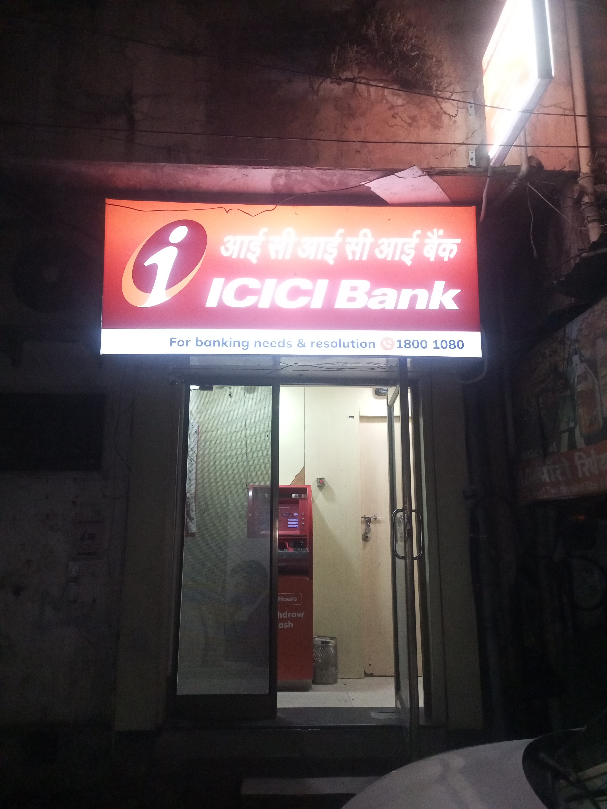 आई सी आई सी आई बैंक
ICICI Bank
For banking needs & resolution 1800 1080